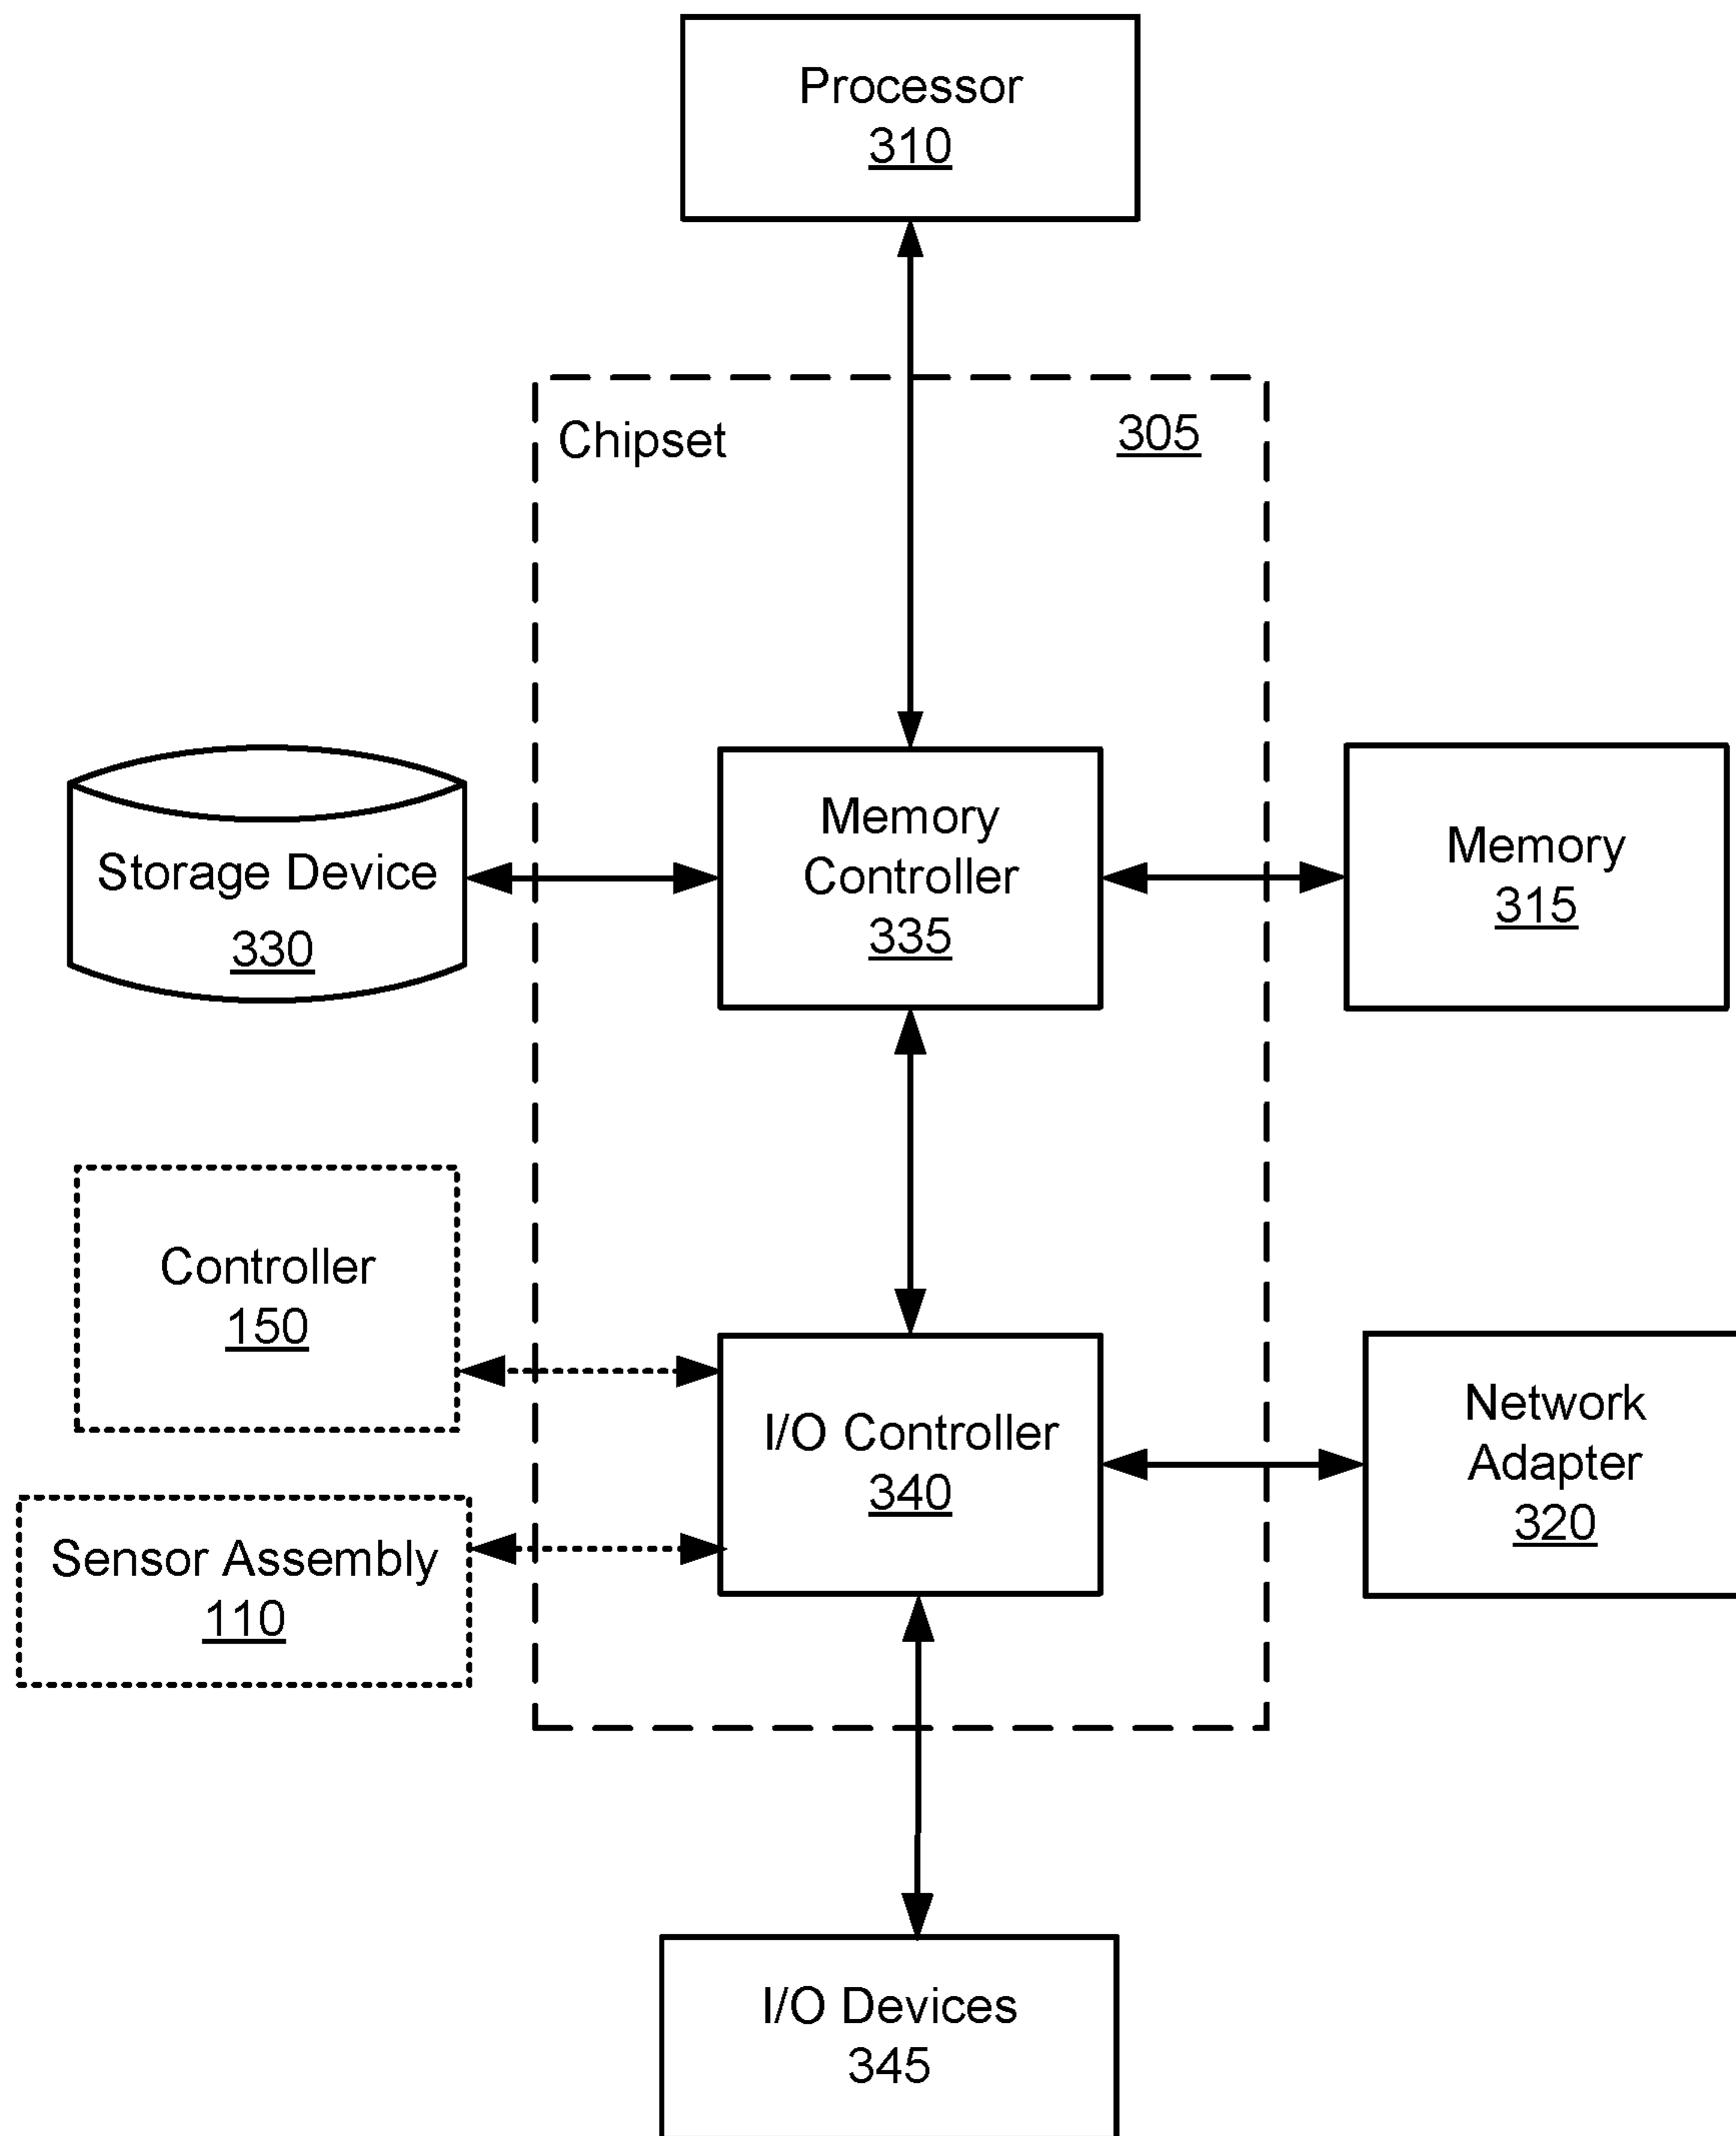 Processor
310
Chipset
305
Storage Device
330
Memory
Controller
335
Memory
315
Controller
150
Sensor Assembly
110
I/O Controller
340
Network
Adapter
320
I/O Devices
345